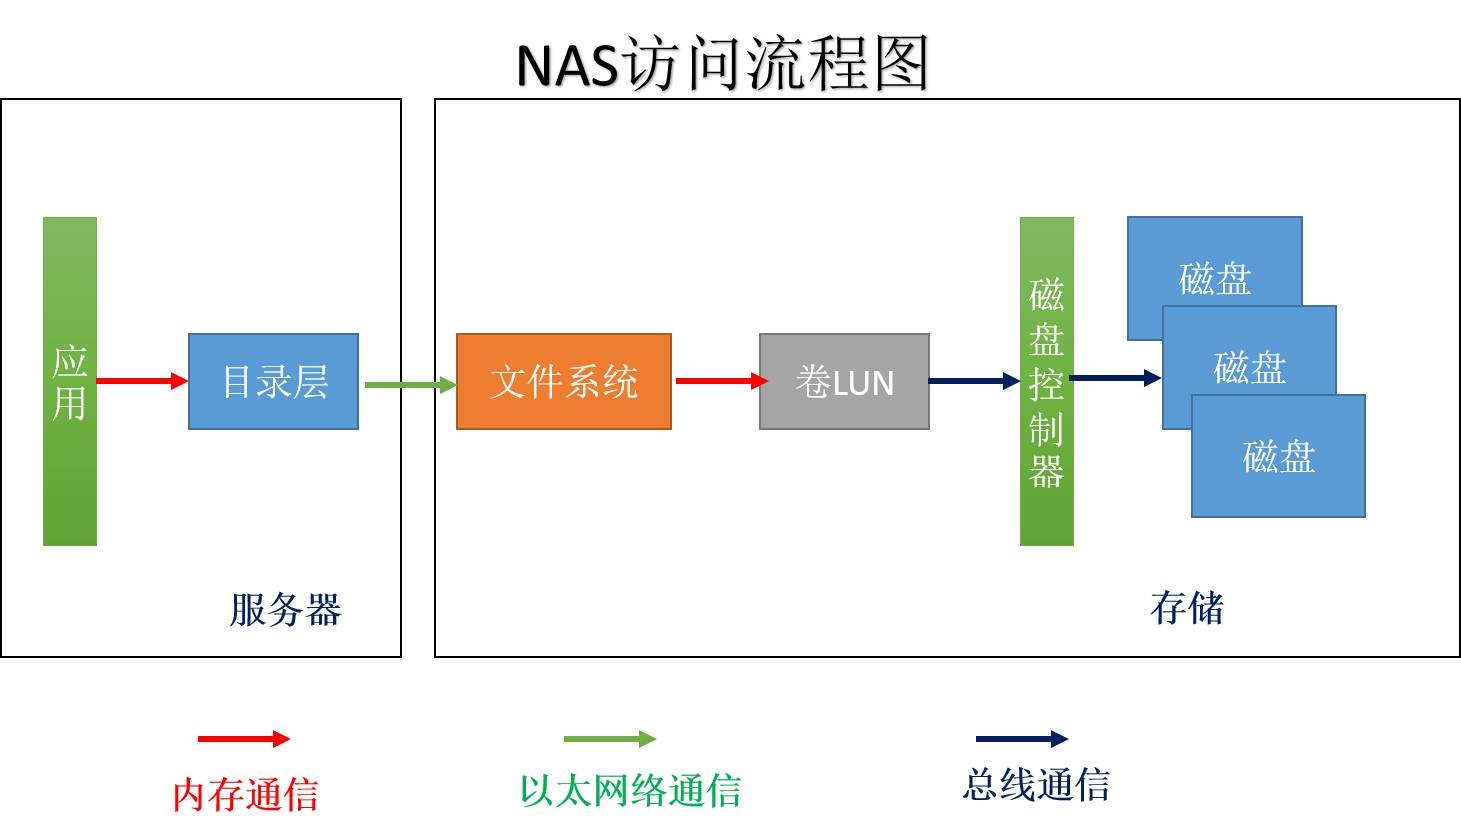 NAS访问流程图
应用
目录层
文件系统
卷LUN
磁盘控制器
磁盘
磁盘
磁盘
服务器
存储
内存通信
以太网络通信
总线通信